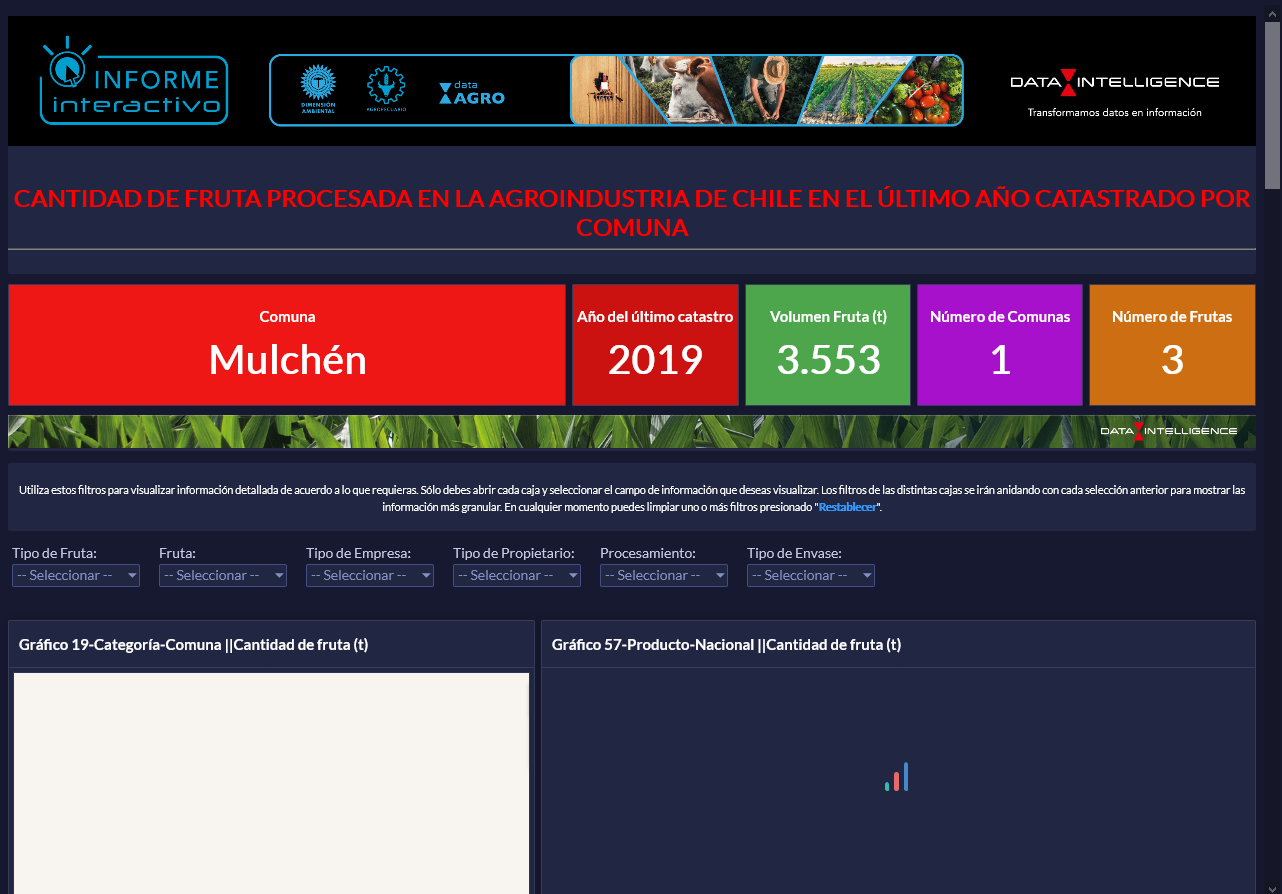 INFORME
interactivo
DIMENSIÓN
AMBIENTAL
AGROPECUARIO
data
AGRO
DATA INTELLIGENCE
Transformamos datos en información
CANTIDAD DE FRUTA PROCESADA EN LA AGROINDUSTRIA DE CHILE EN EL ÚLTIMO AÑO CATASTRADO POR
COMUNA
Comuna
Mulchén
Año del último catastro
2019
Volumen Fruta (t)
3.553
Número de Comunas
1
Número de Frutas
3
DATA INTELLIGENCE
Utiliza estos filtros para visualizar información detallada de acuerdo a lo que requieras. Sólo debes abrir cada caja y seleccionar el campo de información que deseas visualizar. Los filtros de las distintas cajas se irán anidando con cada selección anterior para mostrar las
información más granular. En cualquier momento puedes limpiar uno o más filtros presionado "Restablecer".
Tipo de Fruta:
-- Seleccionar --
Fruta:
-- Seleccionar --
Tipo de Empresa:
-- Seleccionar --
Tipo de Propietario:
-- Seleccionar --
Procesamiento:
-- Seleccionar --
Tipo de Envase:
-- Seleccionar --
Gráfico 19-Categoría-Comuna ||Cantidad de fruta (t)
Gráfico 57-Producto-Nacional ||Cantidad de fruta (t)